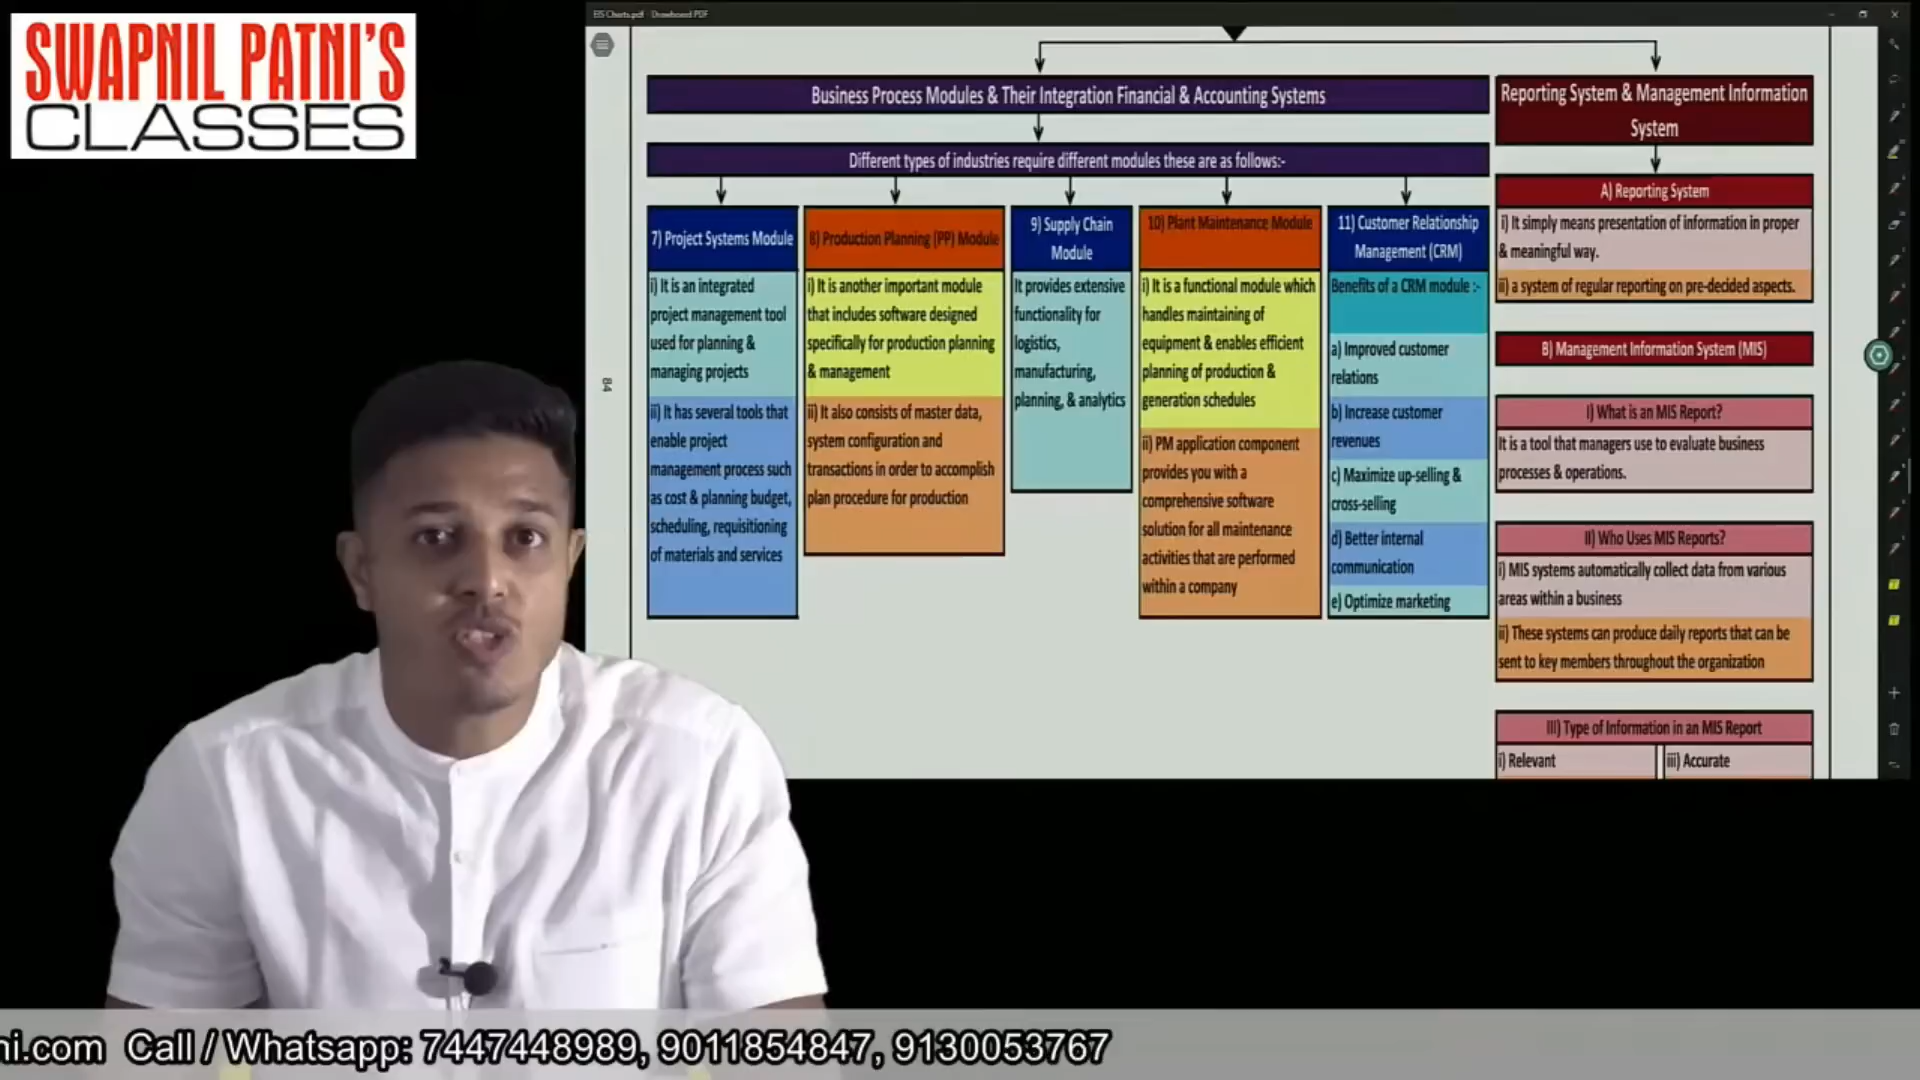 SWAPNIL PATNI'S
CLASSES
EIS Charts.pdf - Drawboard PDF
Business Process Modules & Their Integration Financial & Accounting Systems
Different types of industries require different modules these are as follows:-
7) Project Systems Module
i) It is an integrated
project management tool
used for planning &
managing projects
ii) It has several tools that
enable project
management process such
as cost & planning budget,
scheduling, requisitioning
of materials and services
8) Production Planning (PP) Module
i) It is another important module
that includes software designed
specifically for production planning
& management
ii) It also consists of master data,
system configuration and
transactions in order to accomplish
plan procedure for production
9) Supply Chain
Module
It provides extensive
functionality for
logistics,
manufacturing,
planning, & analytics
10) Plant Maintenance Module
i) It is a functional module which
handles maintaining of
equipment & enables efficient
planning of production &
generation schedules
ii) PM application component
provides you with a
comprehensive software
solution for all maintenance
activities that are performed
within a company
11) Customer Relationship
Management (CRM)
Benefits of a CRM module :-
a) Improved customer
relations
b) Increase customer
revenues
c) Maximize up-selling &
cross-selling
d) Better internal
communication
e) Optimize marketing
Reporting System & Management Information
System
A) Reporting System
i) It simply means presentation of information in proper
& meaningful way.
ii) a system of regular reporting on pre-decided aspects.
B) Management Information System (MIS)
I) What is an MIS Report?
It is a tool that managers use to evaluate business
processes & operations.
II) Who Uses MIS Reports?
i) MIS systems automatically collect data from various
areas within a business
ii) These systems can produce daily reports that can be
sent to key members throughout the organization
III) Type of Information in an MIS Report
i) Relevant
iii) Accurate
84
ni.com Call / Whatsapp: 7447448989, 9011854847, 9130053767